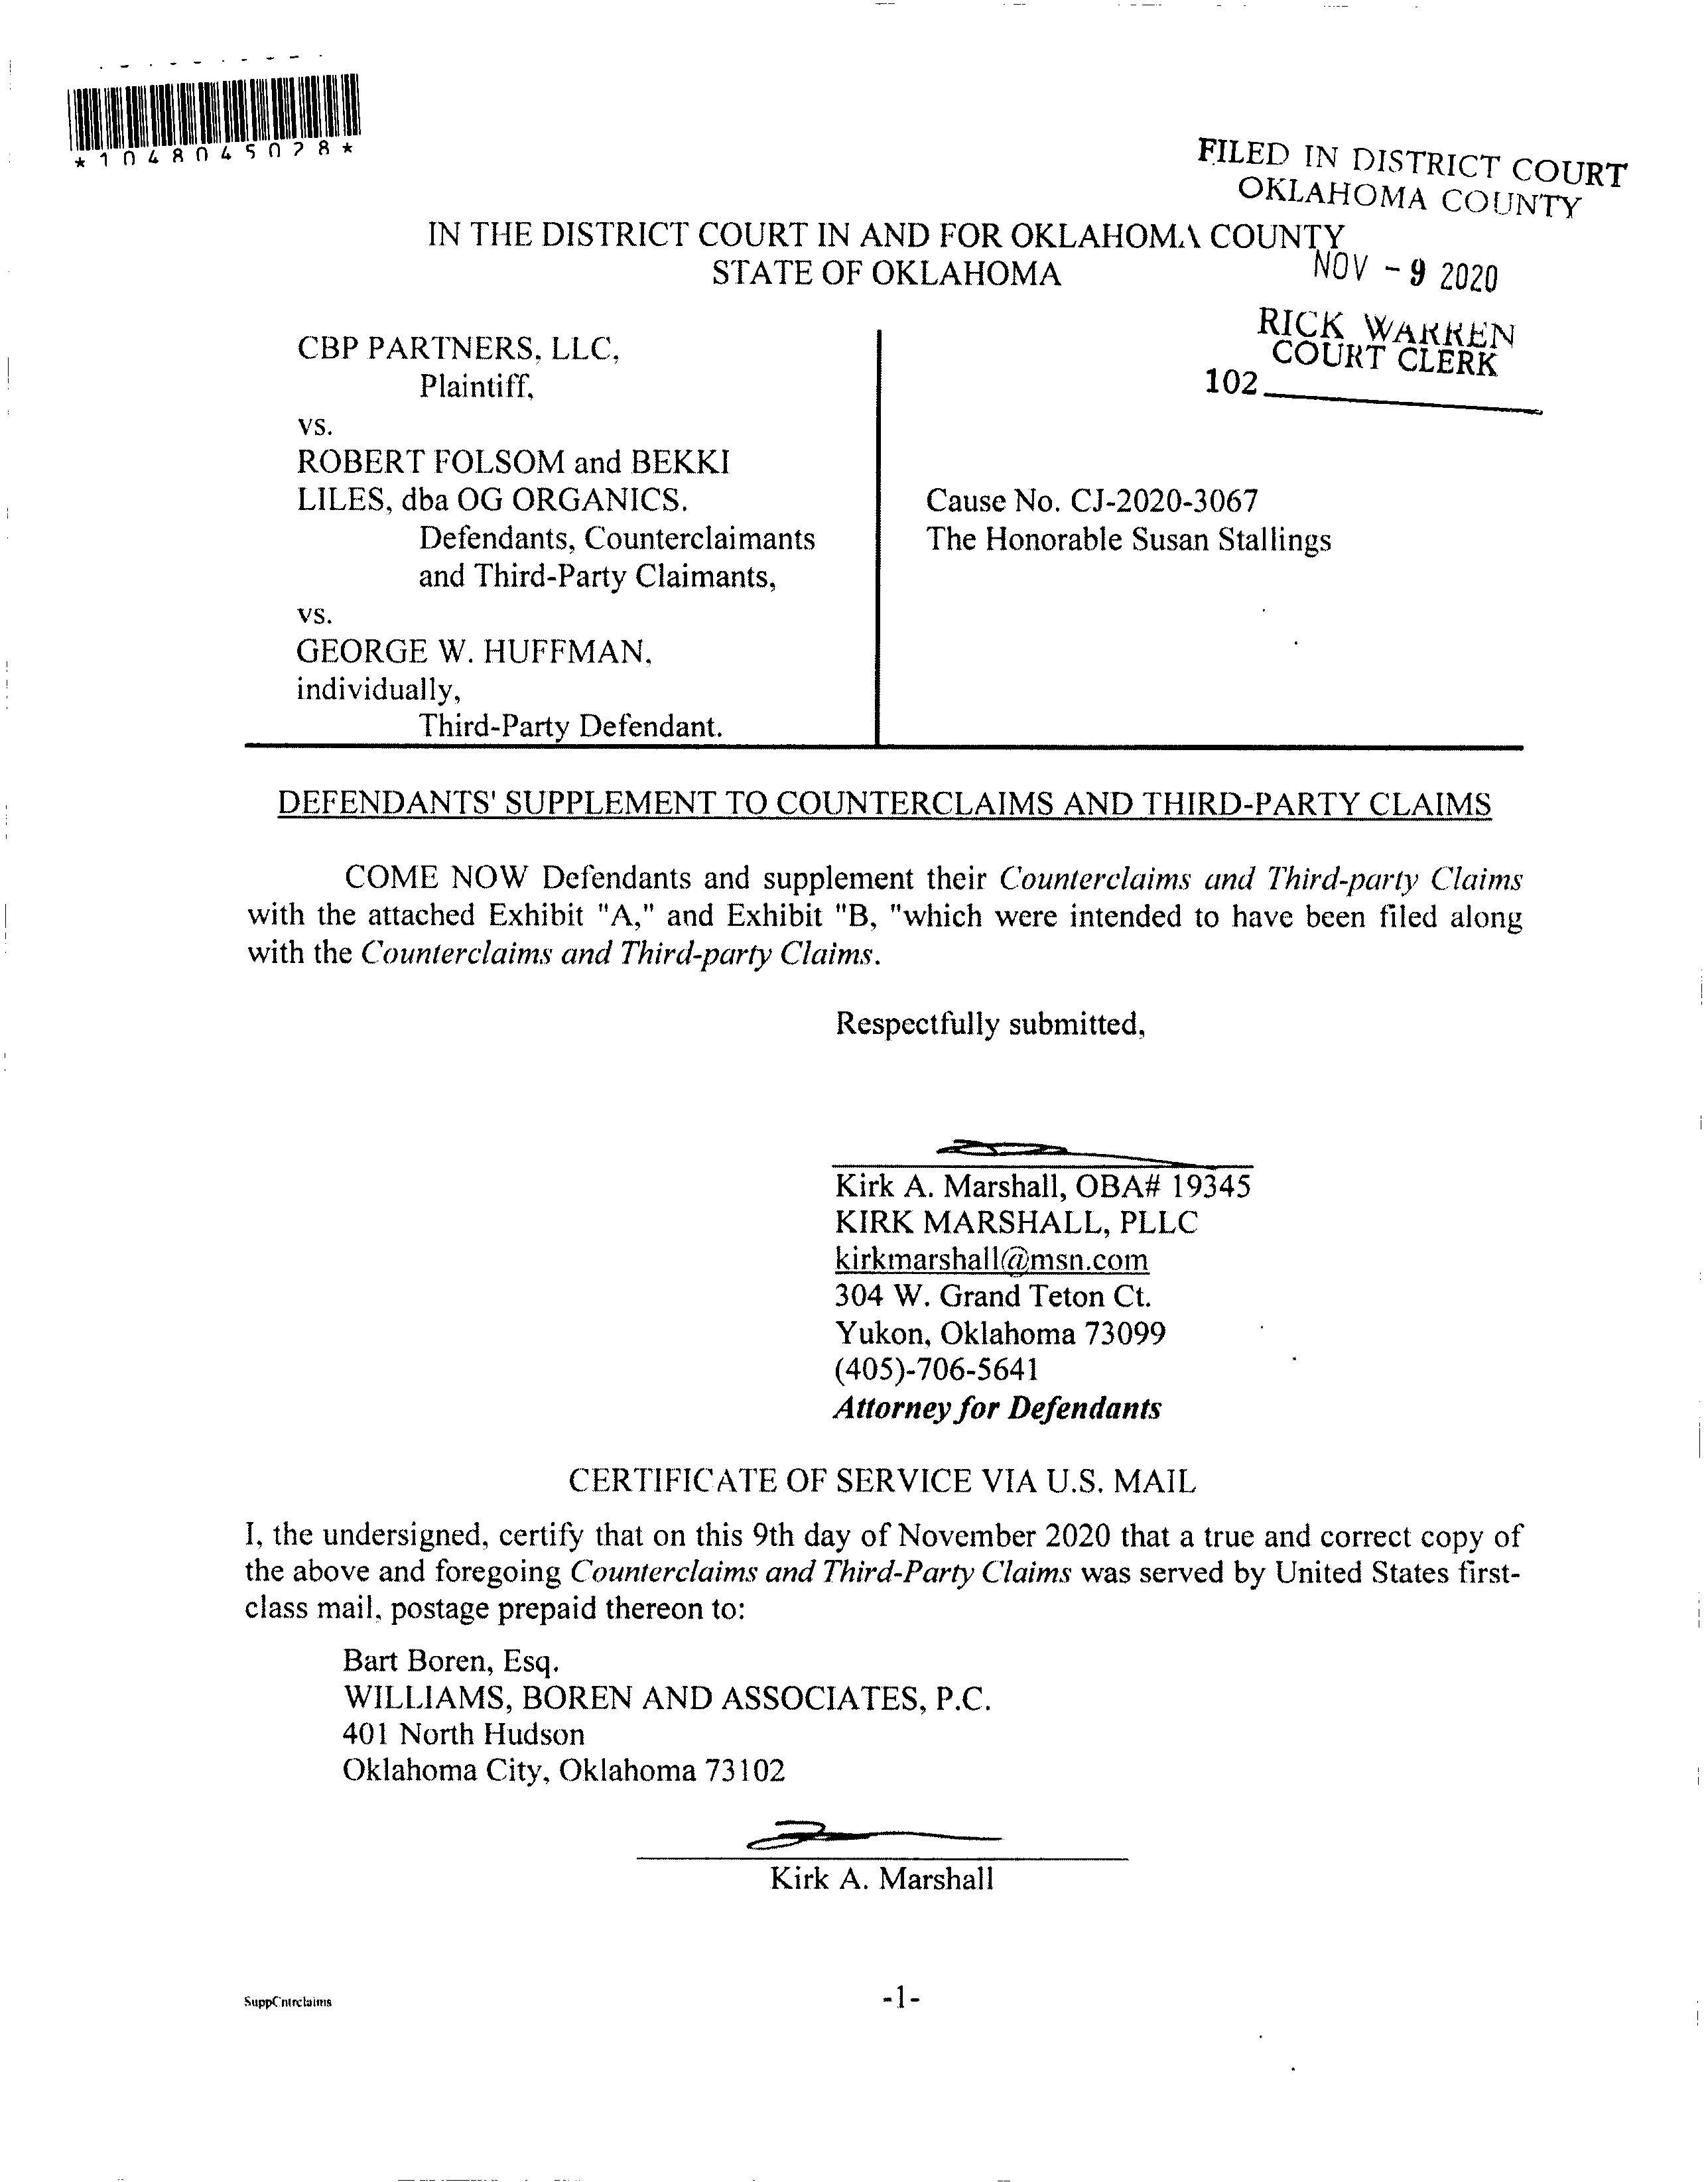 *1048045028*
FILED IN DISTRICT COURT
OKLAHOMA COUNTY
IN THE DISTRICT COURT IN AND FOR OKLAHOMA COUNTY
STATE OF OKLAHOMA
NOV - 9 2020
RICK WARREN
COURT CLERK
102
CBP PARTNERS, LLC,
Plaintiff,
vs.
ROBERT FOLSOM and BEKKI
LILES, dba OG ORGANICS.
Defendants, Counterclaimants
and Third-Party Claimants,
vs.
GEORGE W. HUFFMAN,
individually,
Third-Party Defendant.
Cause No. CJ-2020-3067
The Honorable Susan Stallings
DEFENDANTS' SUPPLEMENT TO COUNTERCLAIMS AND THIRD-PARTY CLAIMS
COME NOW Defendants and supplement their Counterclaims and Third-party Claims
with the attached Exhibit "A," and Exhibit "B, "which were intended to have been filed along
with the Counterclaims and Third-party Claims.
Respectfully submitted,
Kirk A. Marshall, OBA# 19345
KIRK MARSHALL, PLLC
kirkmarshall@msn.com
304 W. Grand Teton Ct.
Yukon, Oklahoma 73099
(405)-706-5641
Attorney for Defendants
CERTIFICATE OF SERVICE VIA U.S. MAIL
I, the undersigned, certify that on this 9th day of November 2020 that a true and correct copy of
the above and foregoing Counterclaims and Third-Party Claims was served by United States first-
class mail, postage prepaid thereon to:
Bart Boren, Esq.
WILLIAMS, BOREN AND ASSOCIATES, P.C.
401 North Hudson
Oklahoma City, Oklahoma 73102
Kirk A. Marshall
SuppCntrclaims
-1-